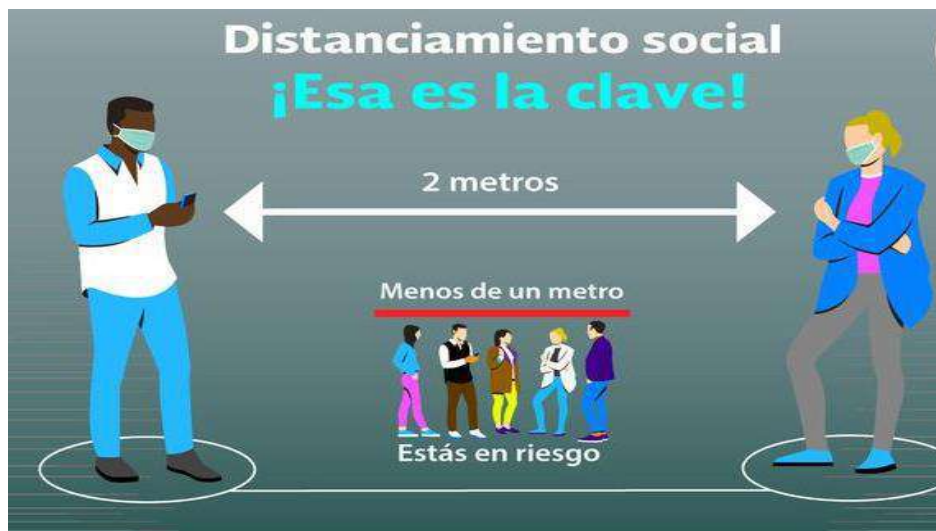 Distanciamiento social
¡Esa es la clave!
2 metros
Menos de un metro
Estás en riesgo